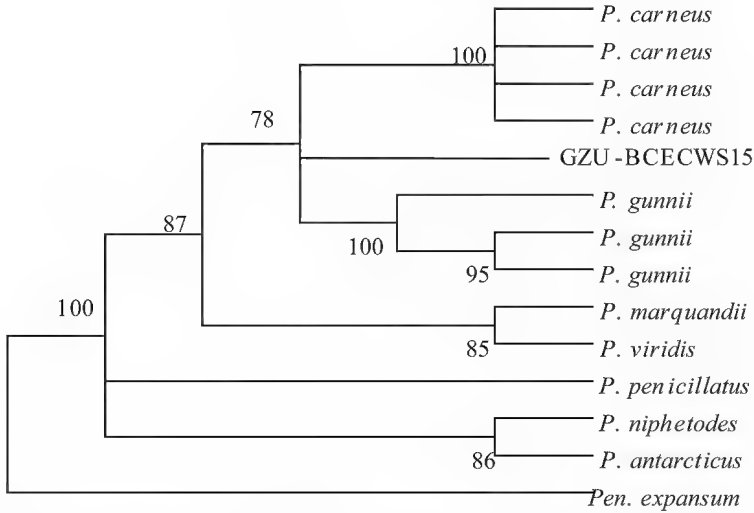 P. carneus
P. carneus
100
P. carneus
P. carneus
78
GZU-BCECWS15
P. gunnii
87
P. gunnii
100
P. gunnii
95
100
P. marquandii
P. viridis
85
P. penicillatus
P. niphetodes
P. antarcticus
86
Pen. expansum